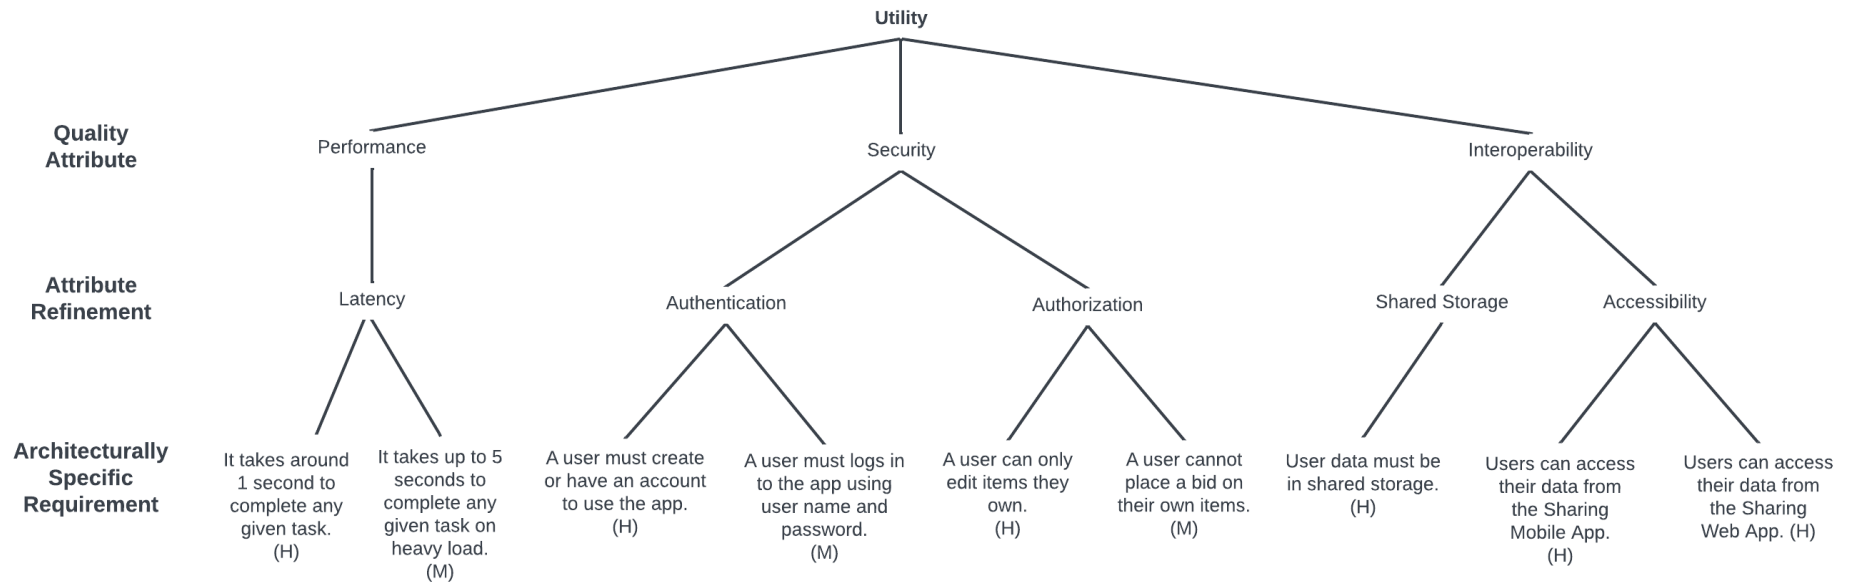 Utility
Quality
Attribute
Performance
Security
Interoperability
Attribute
Refinement
Latency
Authentication
Authorization
Shared Storage
Accessibility
Architecturally
Specific
Requirement
It takes around
1 second to
complete any
given task.
(H)
It takes up to 5
seconds to
complete any
given task on
heavy load.
(M)
A user must create
or have an account
to use the app.
(H)
A user must logs in
to the app using
user name and
password.
(M)
A user can only
edit items they
own.
(H)
A user cannot
place a bid on
their own items.
(M)
User data must be
in shared storage.
(H)
Users can access
their data from
the Sharing
Mobile App.
(H)
Users can access
their data from
the Sharing
Web App. (H)